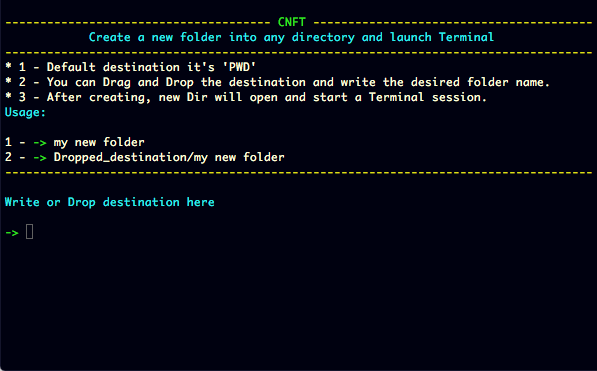 -------------------------------------- CNFT ----------------------------------------
Create a new folder into any directory and launch Terminal
------------------------------------------------------------------------------------
* 1 - Default destination it's 'PWD'
* 2 - You can Drag and Drop the destination and write the desired folder name.
* 3 - After creating, new Dir will open and start a Terminal session.
Usage:
1 - -> my new folder
2 - -> Dropped_destination/my new folder
------------------------------------------------------------------------------------
Write or Drop destination here
->